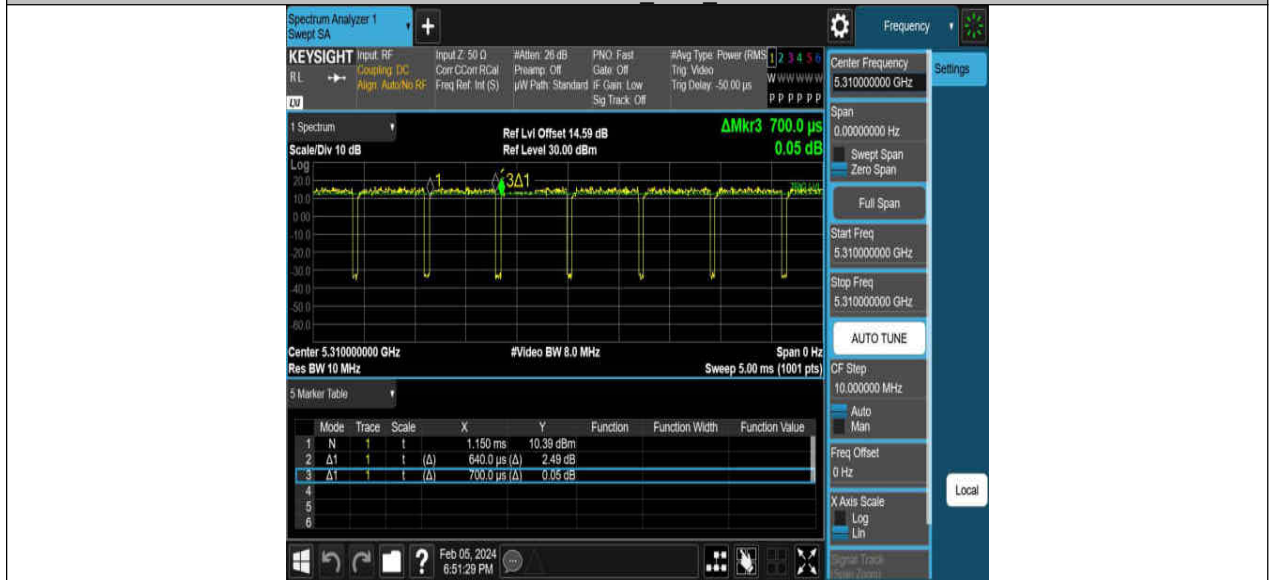 Spectrum Analyzer 1
Swept SA
+
Frequency
KEYSIGHT
RL
LXI
Input: RF
Coupling: DC
Align: Auto/No RF
Input Z: 50 Ω
Corr CCorr RCal
Freq Ref: Int (S)
#Atten: 26 dB
Preamp: Off
µW Path: Standard
PNO: Fast
Gate: Off
IF Gain: Low
Sig Track: Off
#Avg Type: Power (RMS
Trig: Video
Trig Delay: -50.00 µs
1 2 3 4 5 6
W W W W W W
P P P P P P
Center Frequency
5.310000000 GHz
Settings
Span
0.00000000 Hz
Swept Span
Zero Span
Full Span
Start Freq
5.310000000 GHz
Stop Freq
5.310000000 GHz
AUTO TUNE
CF Step
10.000000 MHz
Auto
Man
Freq Offset
0 Hz
X Axis Scale
Log
Lin
Signal Track
(Span Zoom)
Local
1 Spectrum
Scale/Div 10 dB
Ref Lvl Offset 14.59 dB
Ref Level 30.00 dBm
ΔMkr3 700.0 µs
0.05 dB
Log
20.0
10.0
0.00
-10.0
-20.0
-30.0
-40.0
-50.0
-60.0
1
3Δ1
Center 5.310000000 GHz
Res BW 10 MHz
#Video BW 8.0 MHz
Span 0 Hz
Sweep 5.00 ms (1001 pts)
5 Marker Table
Mode Trace Scale X Y Function Function Width Function Value
1 N 1 t 1.150 ms 10.39 dBm
2 Δ1 1 t (Δ) 640.0 µs (Δ) 2.49 dB
3 Δ1 1 t (Δ) 700.0 µs (Δ) 0.05 dB
4
5
6
?
Feb 05, 2024
6:51:29 PM